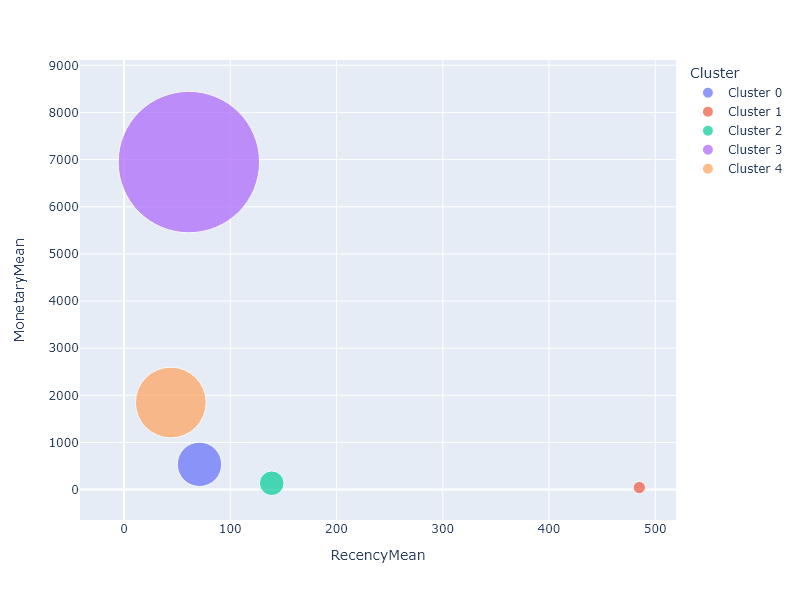 9000
8000
7000
6000
5000
4000
3000
2000
1000
0
MonetaryMean
0 100 200 300 400 500
RecencyMean
Cluster
Cluster 0
Cluster 1
Cluster 2
Cluster 3
Cluster 4